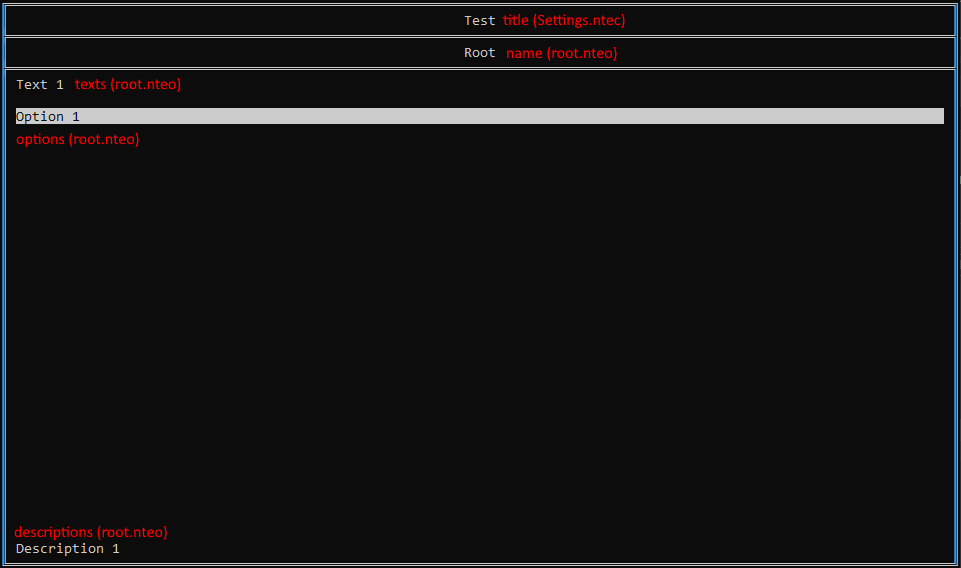 Test title (Settings.ntec)
Root name (root.nteo)
Text 1 texts (root.nteo)
Option 1
options (root.nteo)
descriptions (root.nteo)
Description 1